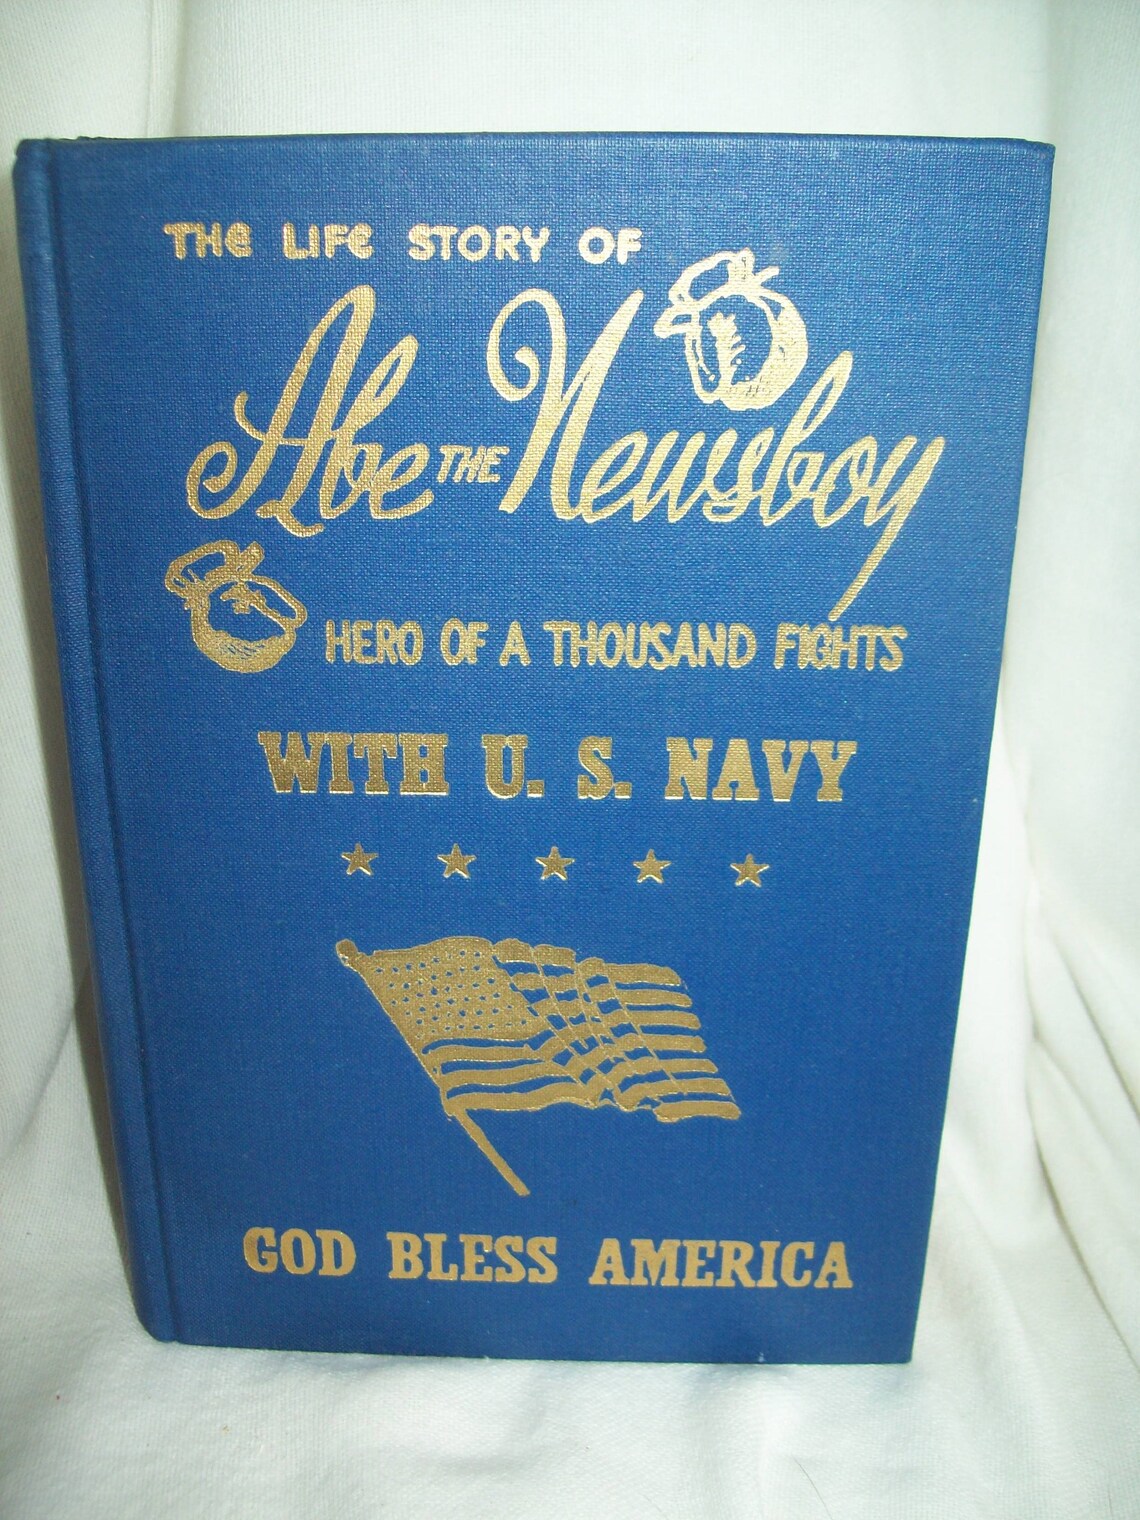 THE LIFE STORY OF
Abe THE Newsboy
HERO OF A THOUSAND FIGHTS
WITH U. S. NAVY
GOD BLESS AMERICA